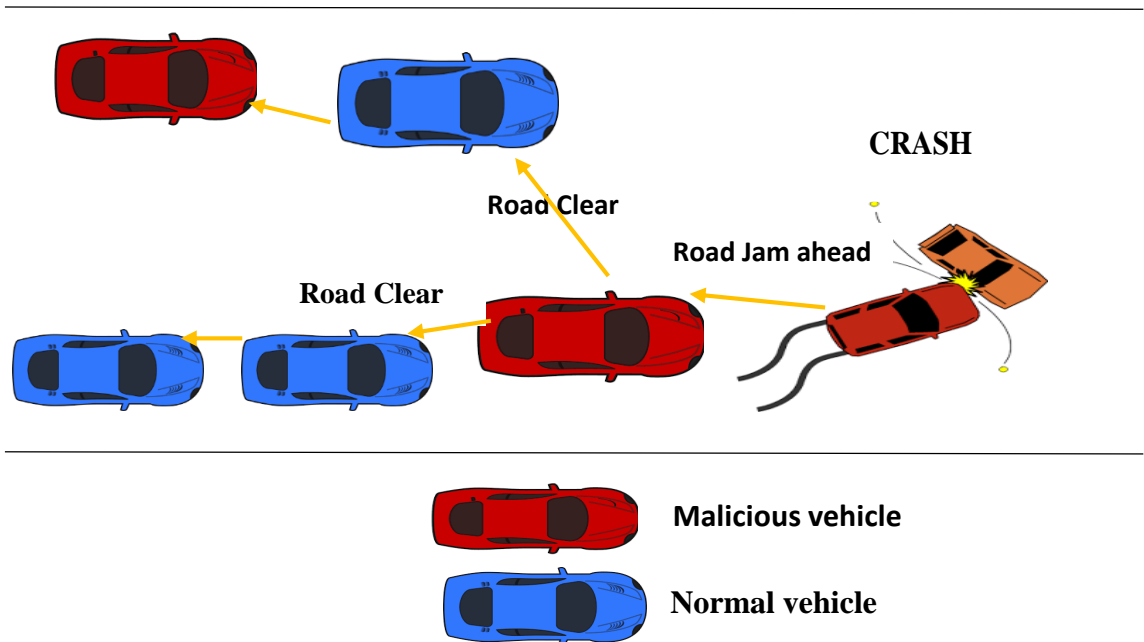 CRASH
Road Clear
Road Jam ahead
Road Clear
Malicious vehicle
Normal vehicle